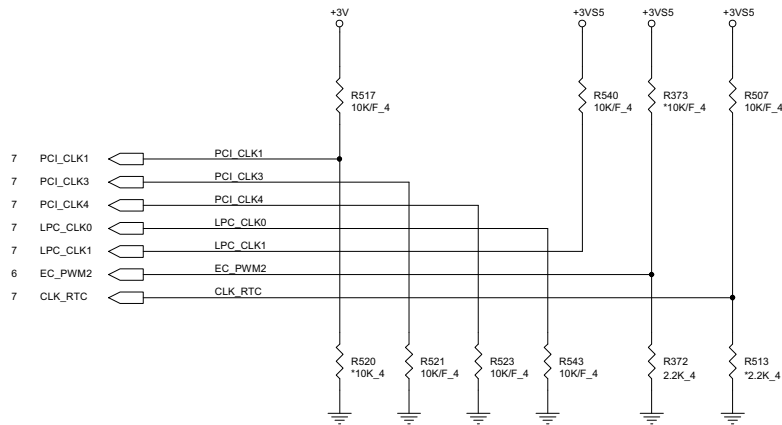 +3V +3VS5 +3VS5 +3VS5
R517 R540 R373 R507
10K/F_4 10K/F_4 *10K/F_4 10K/F_4
7 PCI_CLK1 PCI_CLK1
7 PCI_CLK3 PCI_CLK3
7 PCI_CLK4 PCI_CLK4
7 LPC_CLK0 LPC_CLK0
7 LPC_CLK1 LPC_CLK1
6 EC_PWM2 EC_PWM2
7 CLK_RTC CLK_RTC
R520 R521 R523 R543 R372 R513
*10K_4 10K/F_4 10K/F_4 10K/F_4 2.2K_4 *2.2K_4